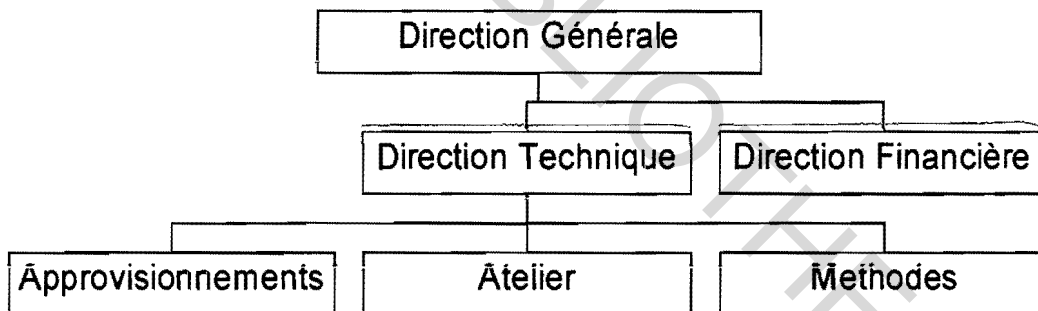 Direction Générale
Direction Technique
Direction Financière
Approvisionnements
Atelier
Methodes